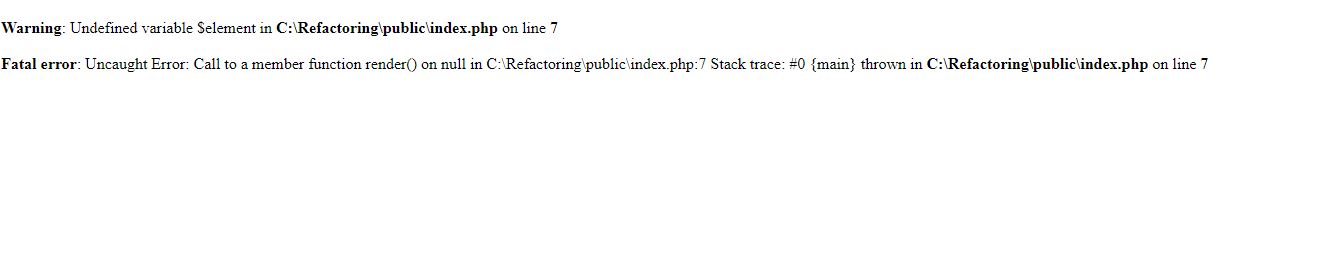 Warning: Undefined variable $element in C:\Refactoring\public\index.php on line 7
Fatal error: Uncaught Error: Call to a member function render() on null in C:\Refactoring\public\index.php:7 Stack trace: #0 {main} thrown in C:\Refactoring\public\index.php on line 7